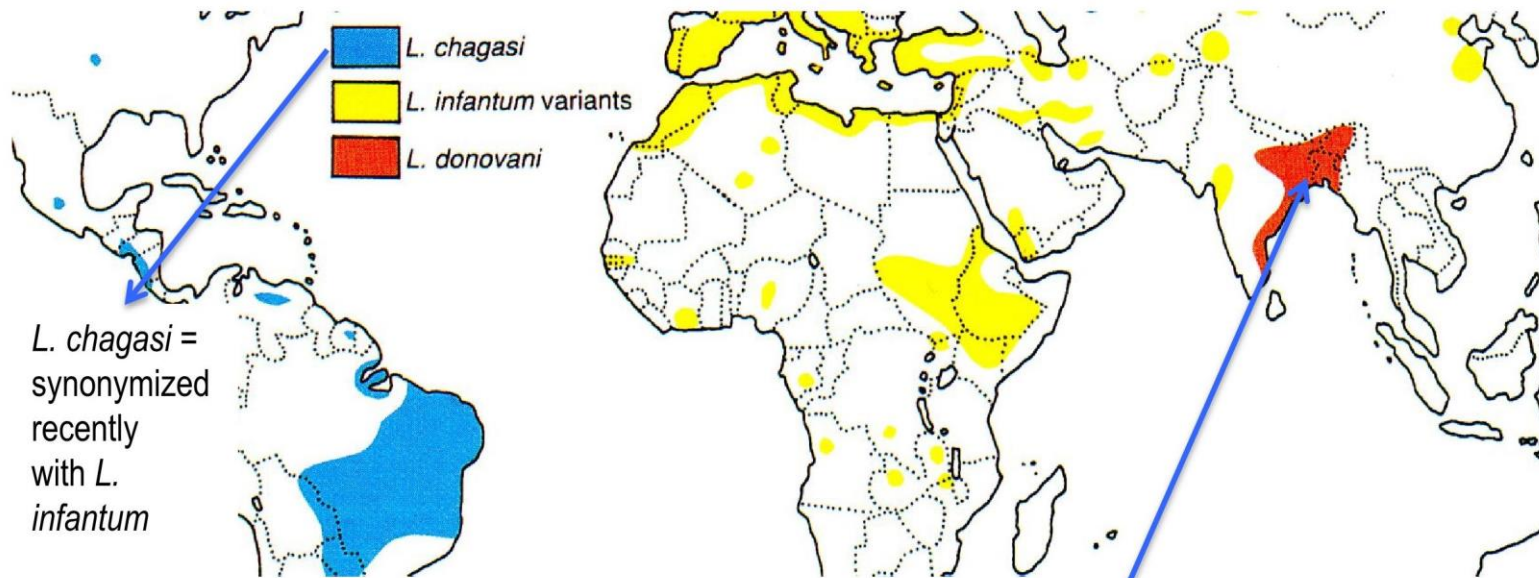 L. chagasi
L. infantum variants
L. donovani
L. chagasi =
synonymized
recently
with L.
infantum